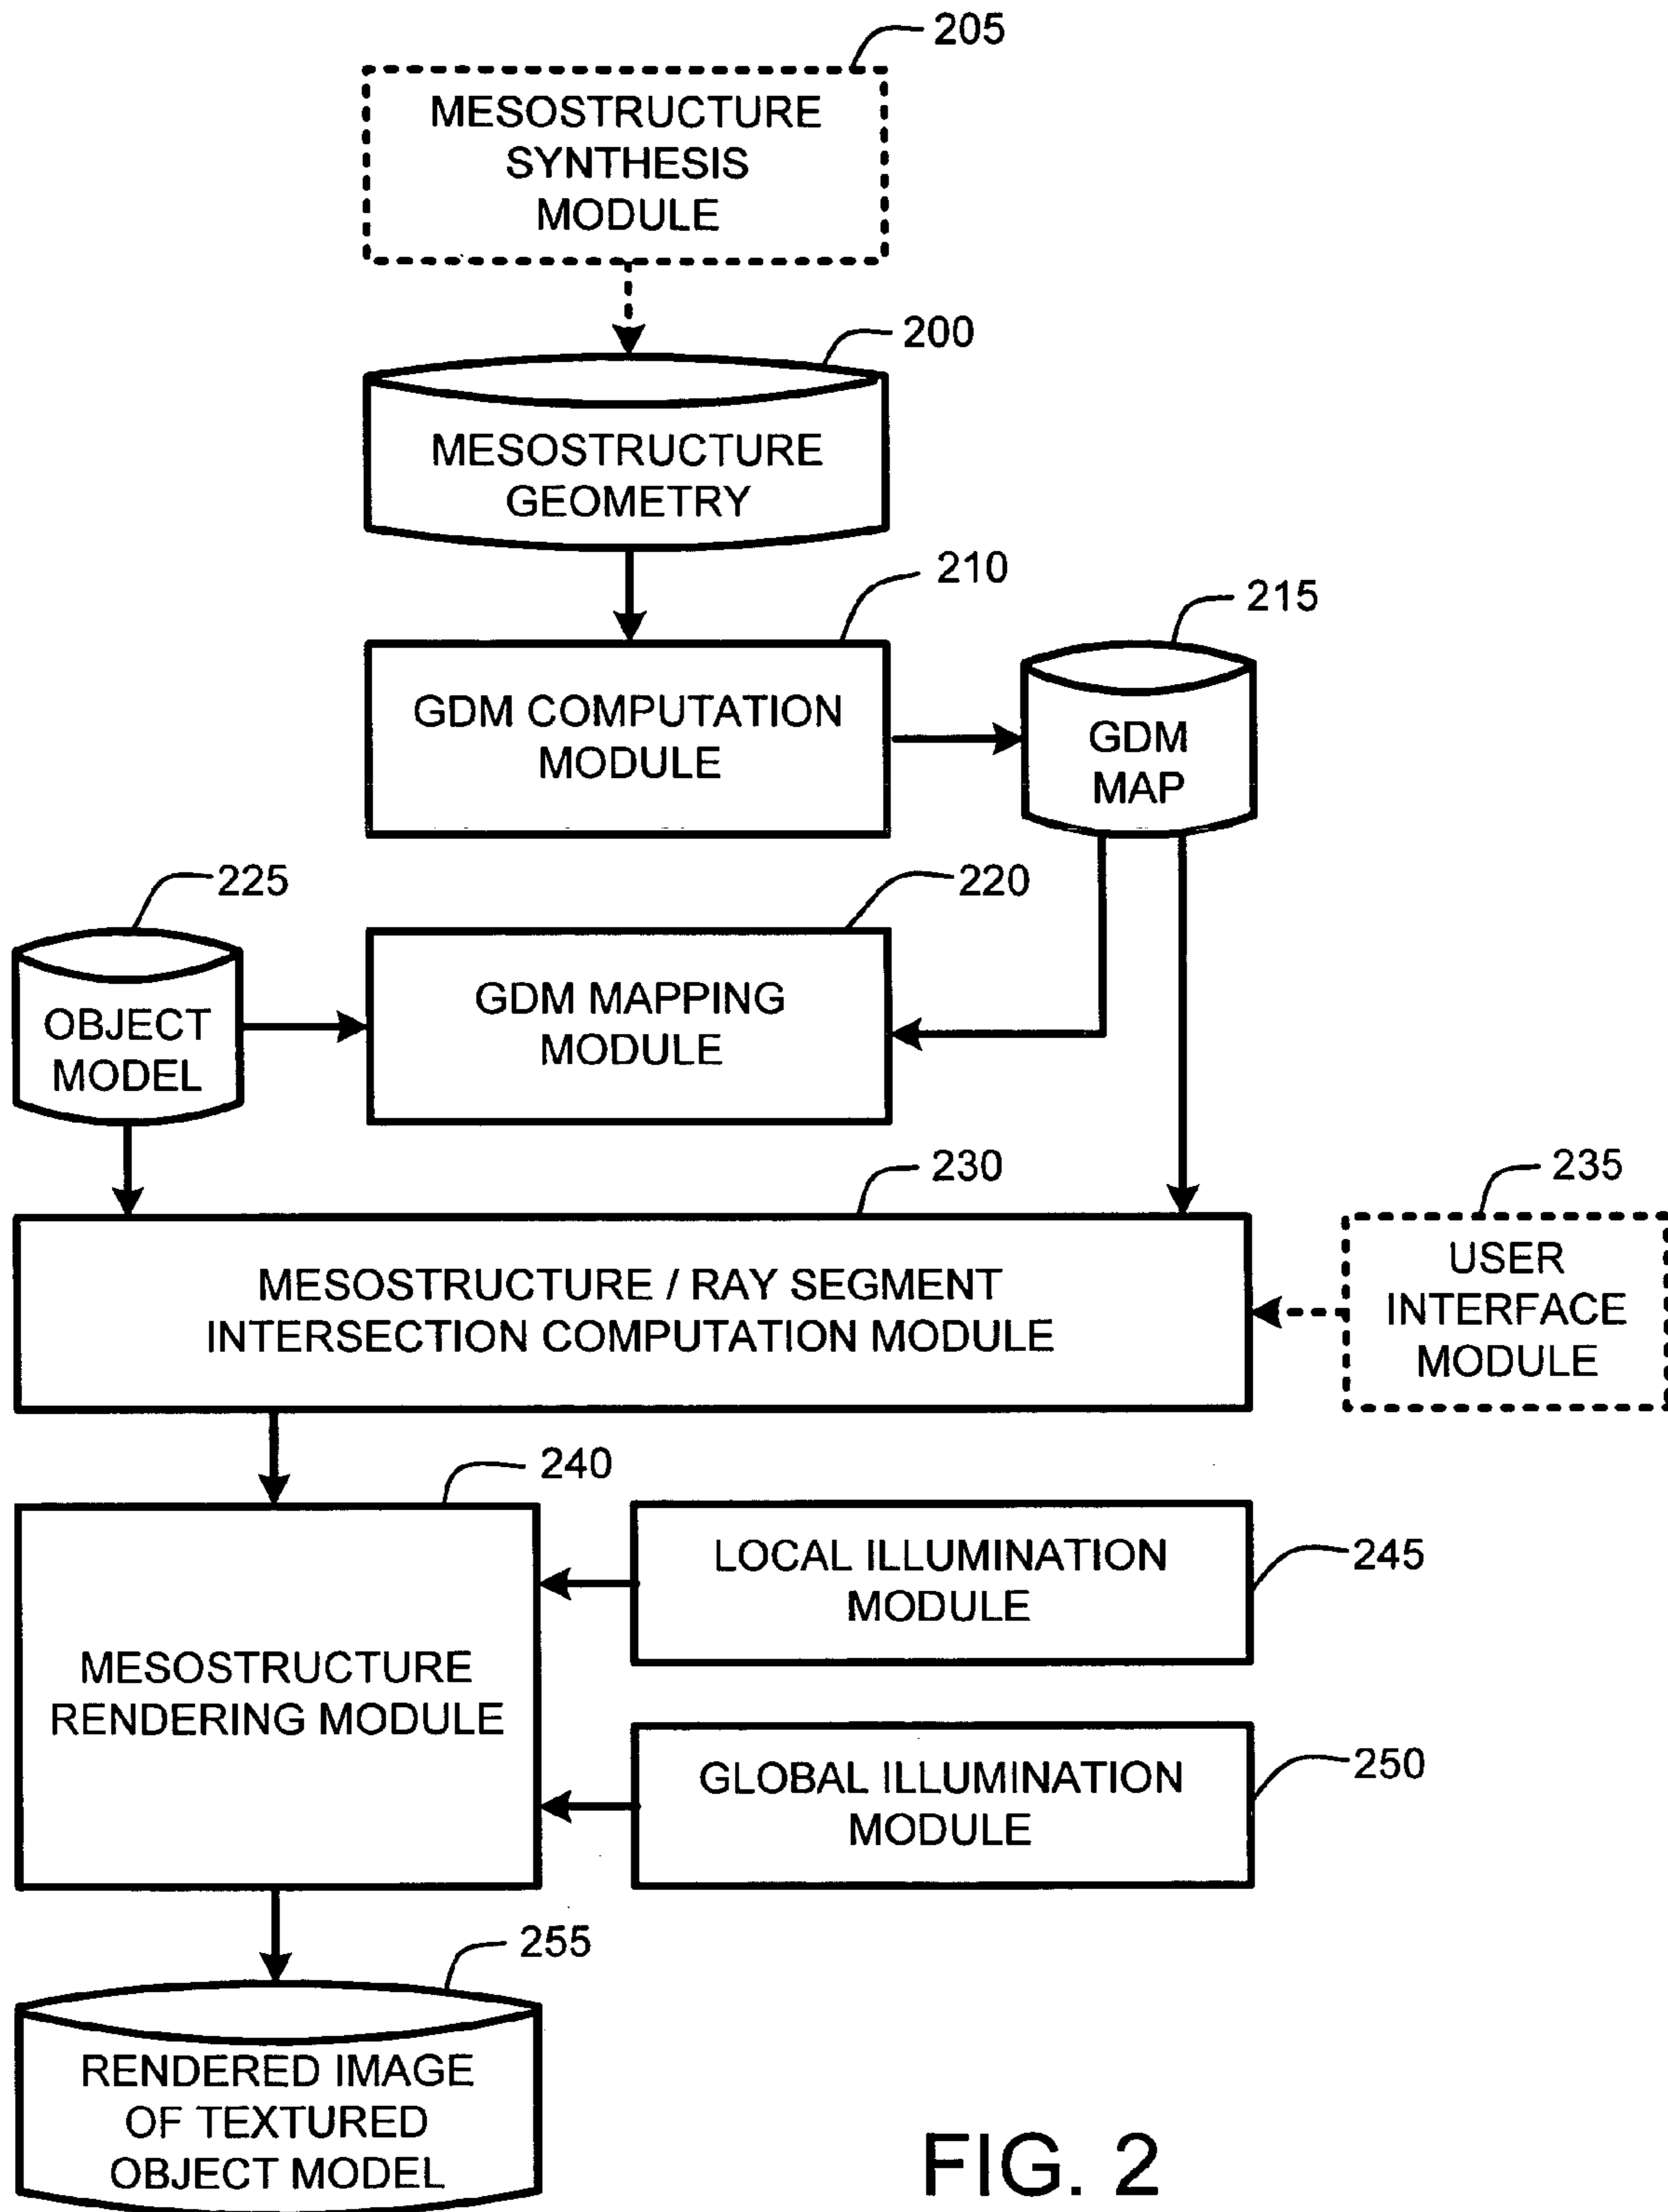 205
MESOSTRUCTURE
SYNTHESIS
MODULE
200
MESOSTRUCTURE
GEOMETRY
210
215
GDM COMPUTATION
MODULE
GDM
MAP
225
220
OBJECT
MODEL
GDM MAPPING
MODULE
230
235
MESOSTRUCTURE / RAY SEGMENT
INTERSECTION COMPUTATION MODULE
USER
INTERFACE
MODULE
240
LOCAL ILLUMINATION
MODULE
245
MESOSTRUCTURE
RENDERING MODULE
GLOBAL ILLUMINATION
MODULE
250
255
RENDERED IMAGE
OF TEXTURED
OBJECT MODEL
FIG. 2